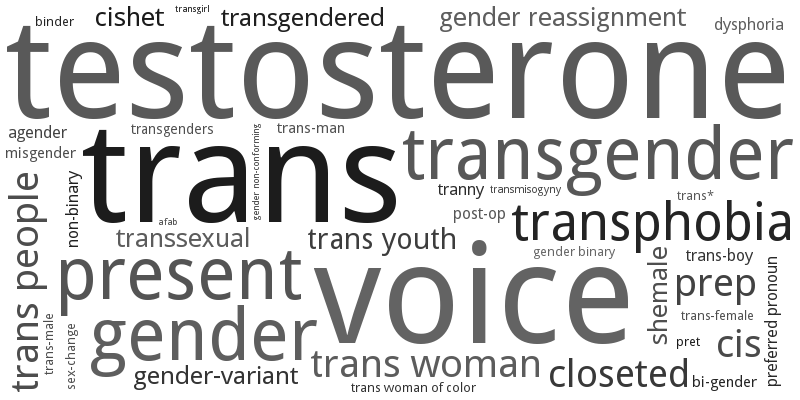 binder
cishet
transgirl
transgendered
gender reassignment
dysphoria
testosterone
agender
transgenders
trans-man
misgender
trans
gender non-conforming
transgender
tranny
transmisogyny
trans*
trans people
non-binary
afab
post-op
transphobia
transsexual
trans youth
gender binary
present
voice
shemale
trans-boy
prep
preferred pronoun
trans-female
trans-male
sex-change
gender
pret
cis
trans woman
gender-variant
closeted
bi-gender
trans woman of color